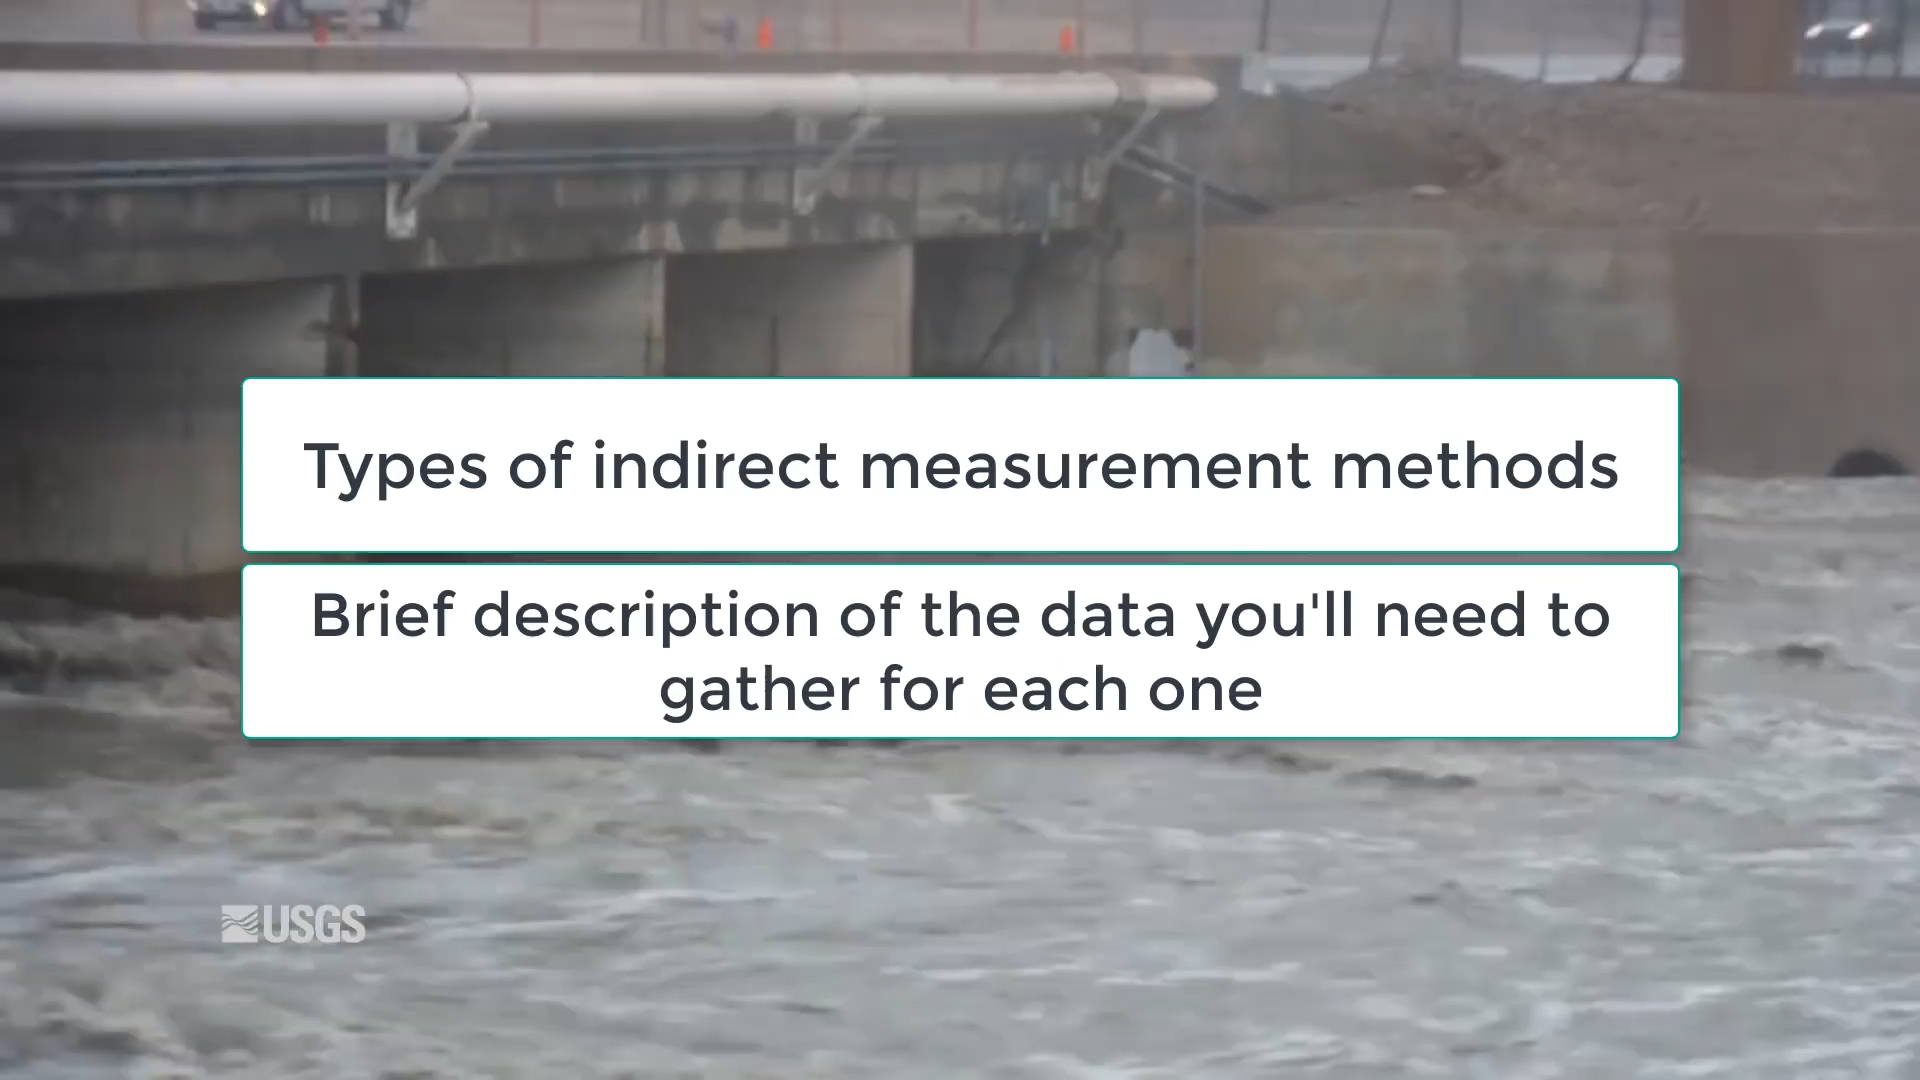 Types of indirect measurement methods
Brief description of the data you'll need to
gather for each one
USGS